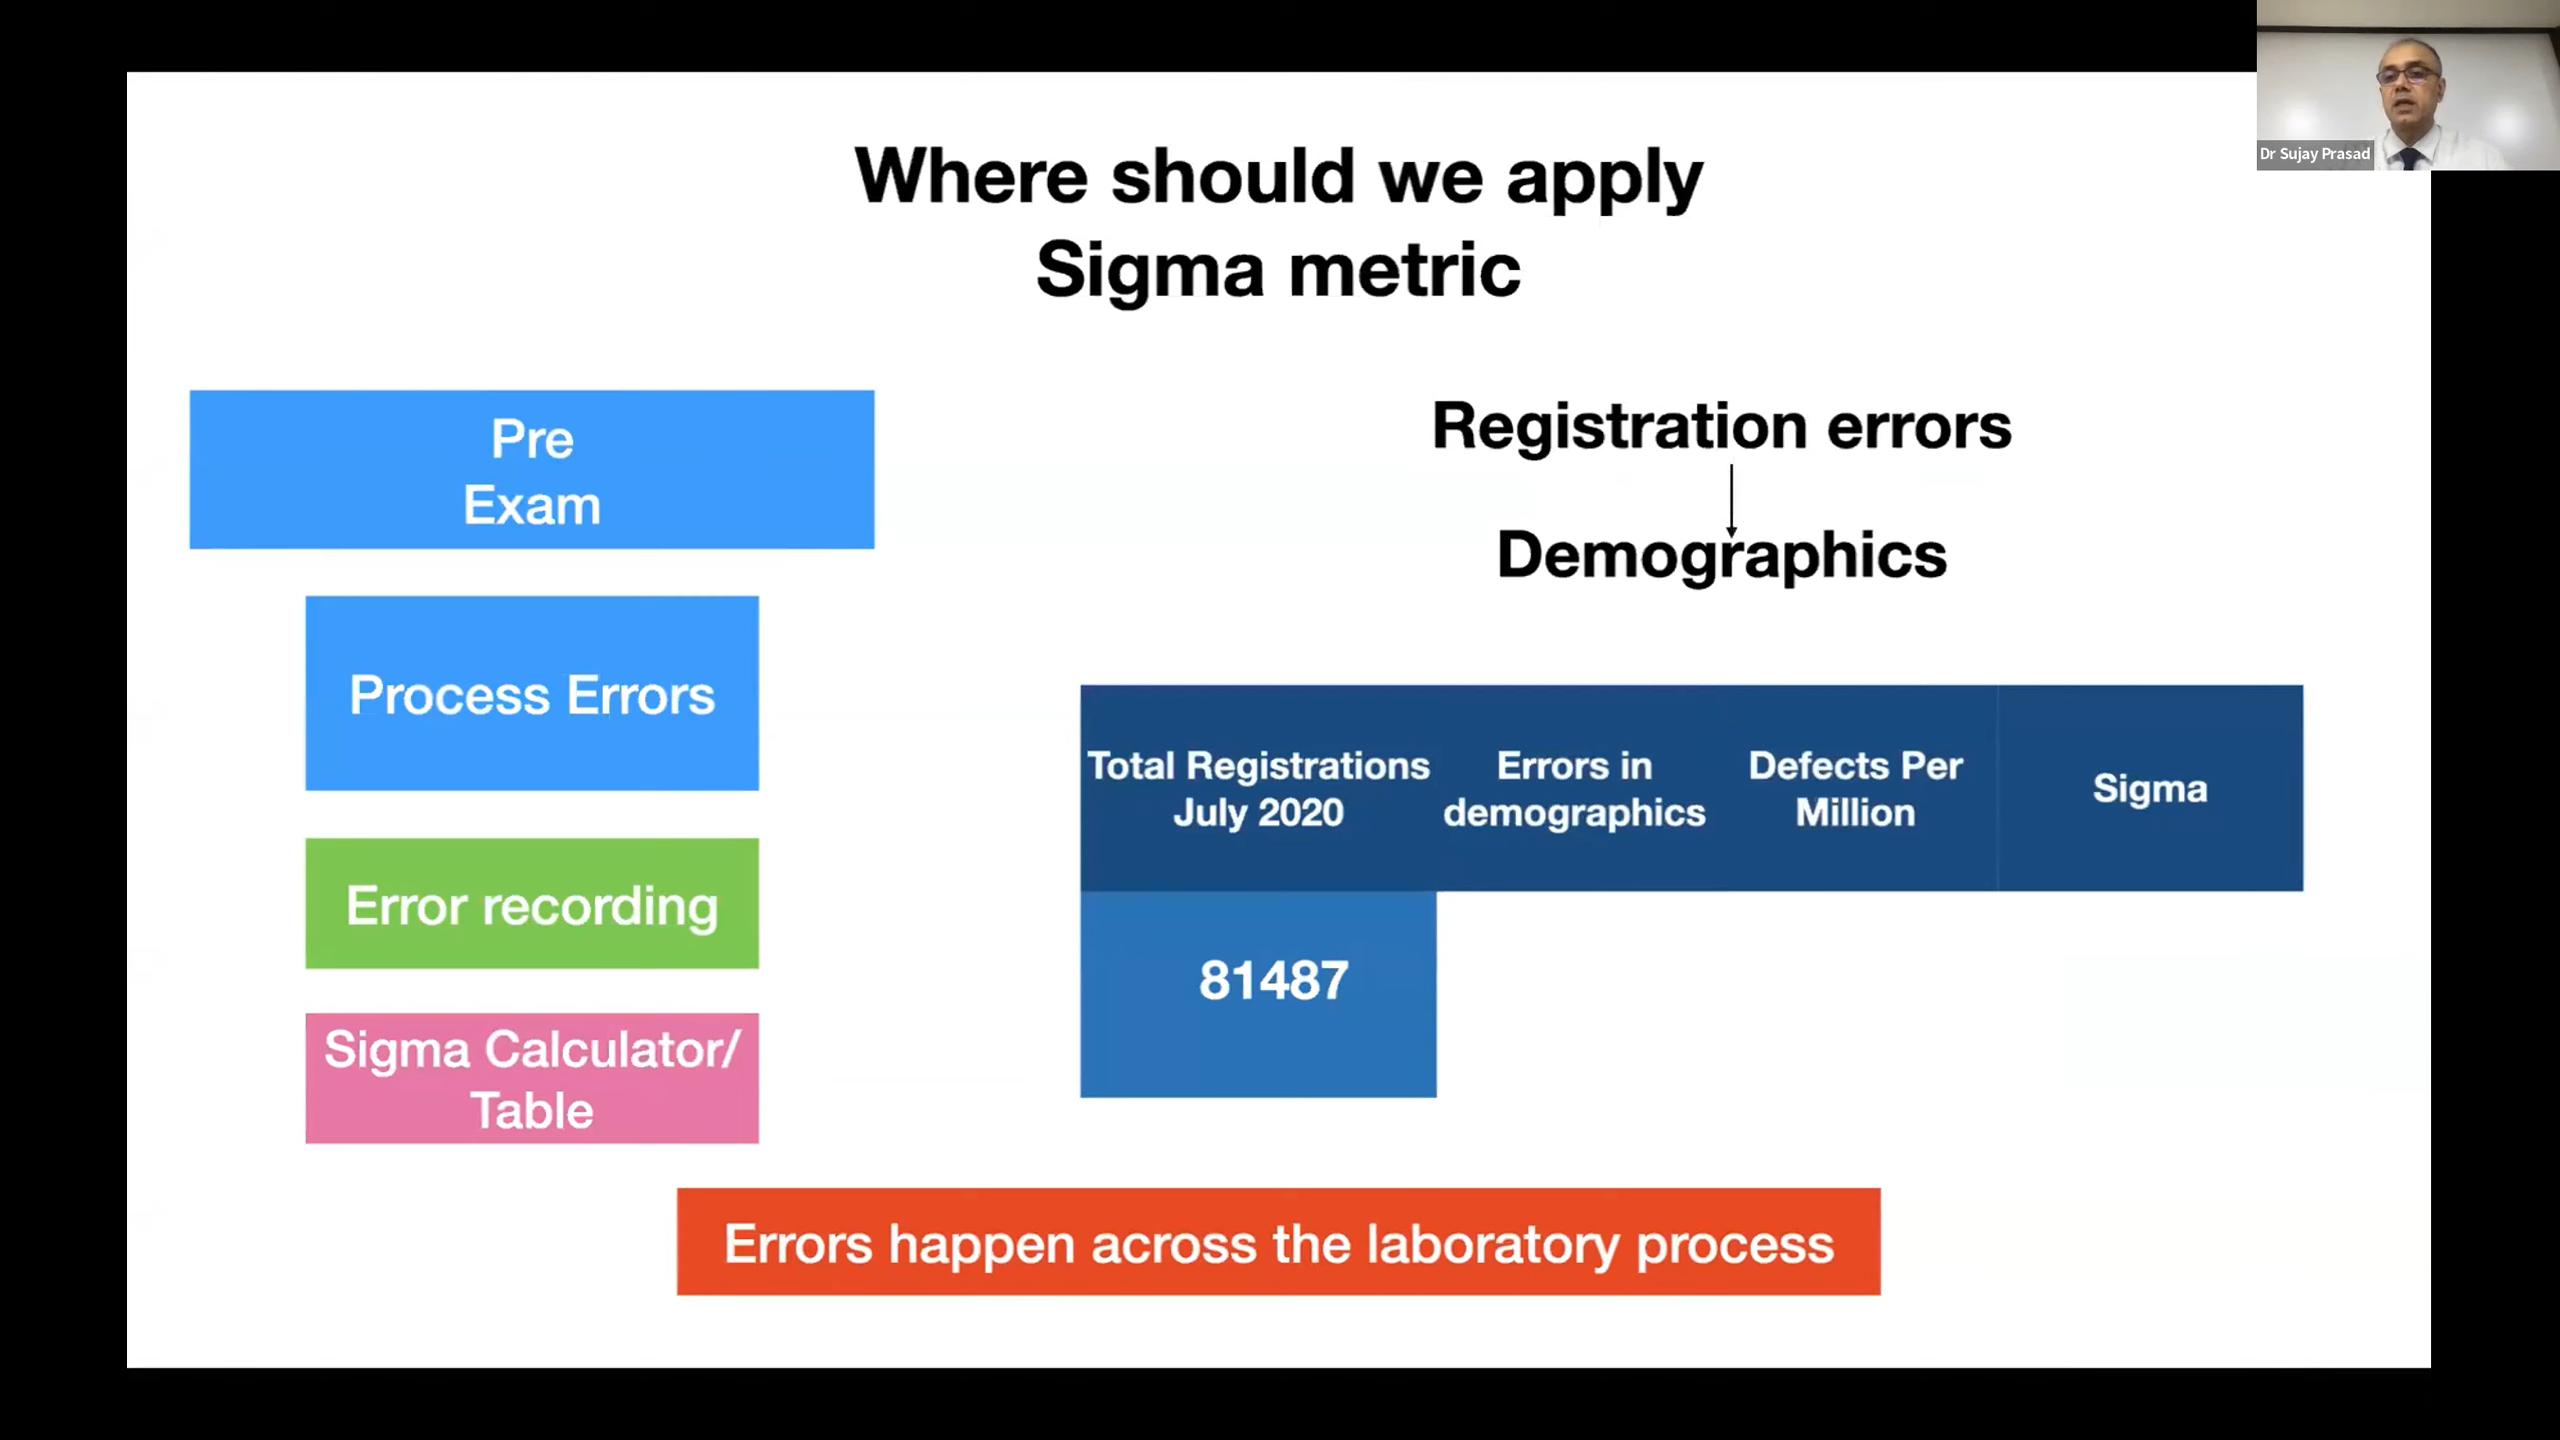 Dr Sujay Prasad
Where should we apply
Sigma metric
Pre
Exam
Process Errors
Error recording
Sigma Calculator/
Table
Registration errors
Demographics
Total Registrations
July 2020
Errors in
demographics
Defects Per
Million
Sigma
81487
Errors happen across the laboratory process